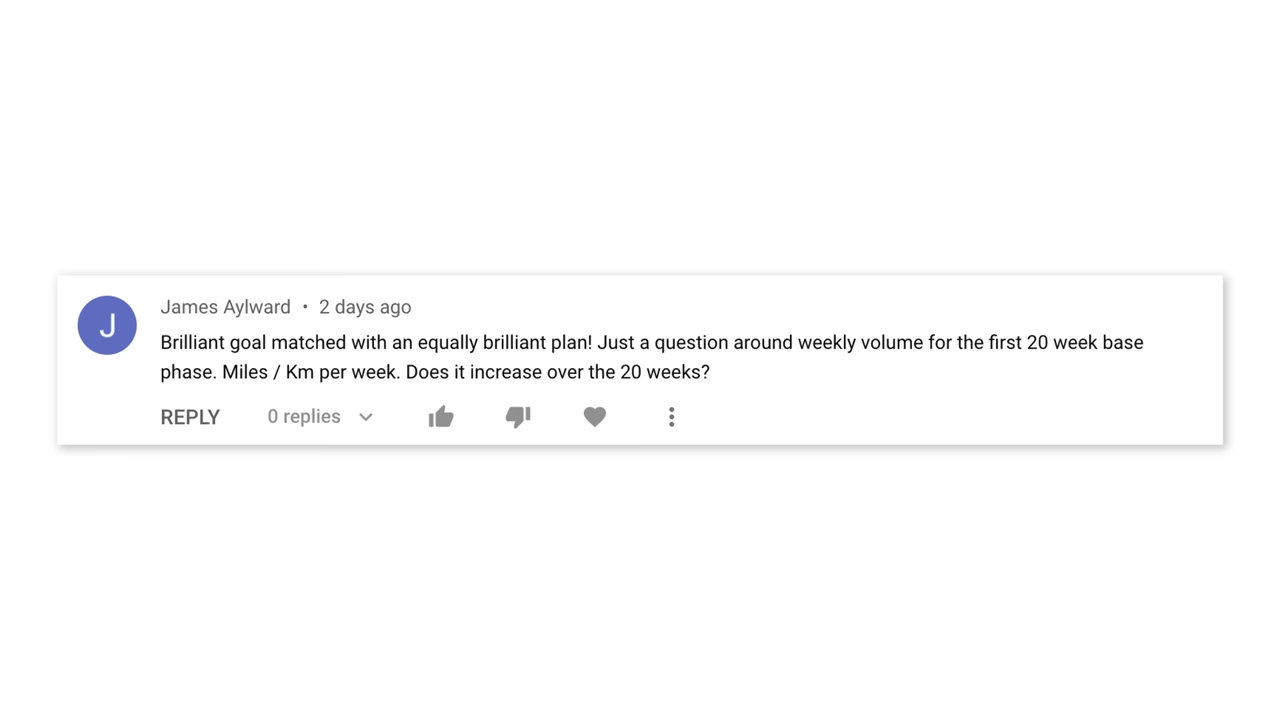 J
James Aylward • 2 days ago
Brilliant goal matched with an equally brilliant plan! Just a question around weekly volume for the first 20 week base
phase. Miles / Km per week. Does it increase over the 20 weeks?
REPLY 0 replies